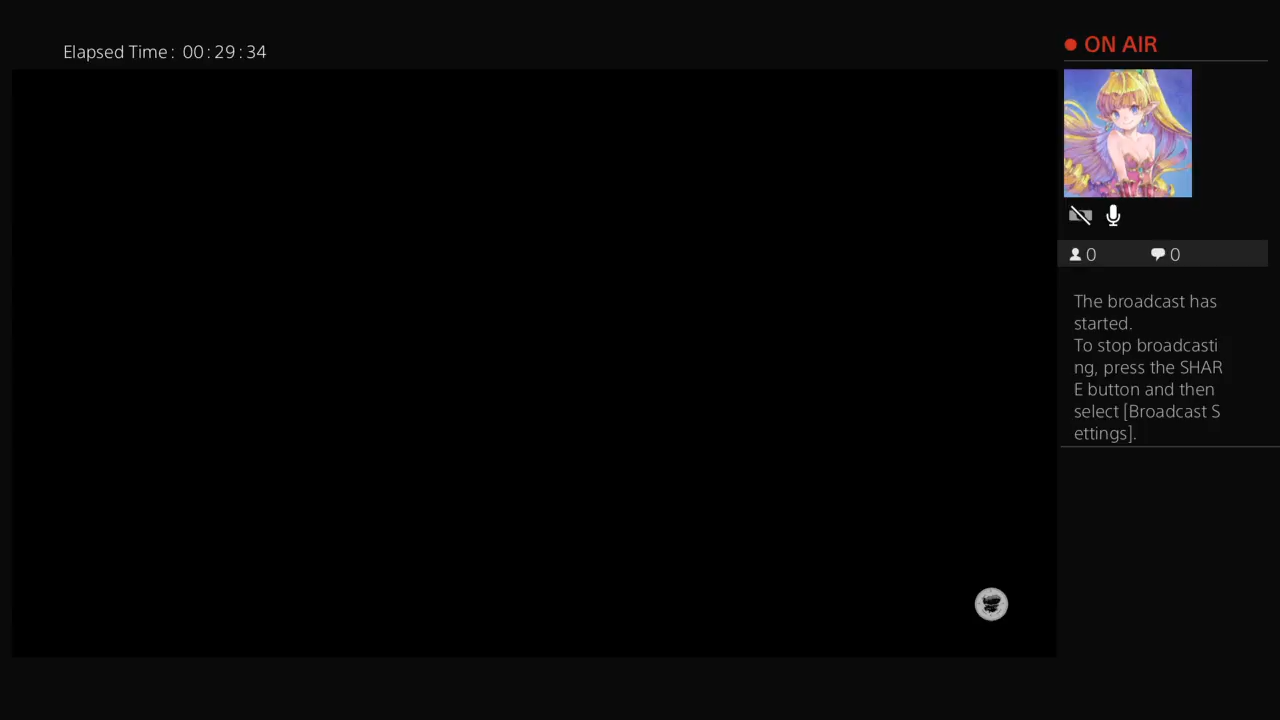 Elapsed Time: 00:29:34
ON AIR
0 0
The broadcast has
started.
To stop broadcasti
ng, press the SHAR
E button and then
select [Broadcast S
ettings].